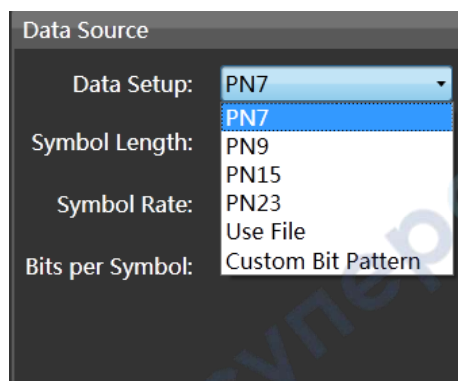 Data Source
Data Setup: PN7
PN7
Symbol Length: PN9
PN15
Symbol Rate: PN23
Use File
Bits per Symbol: Custom Bit Pattern